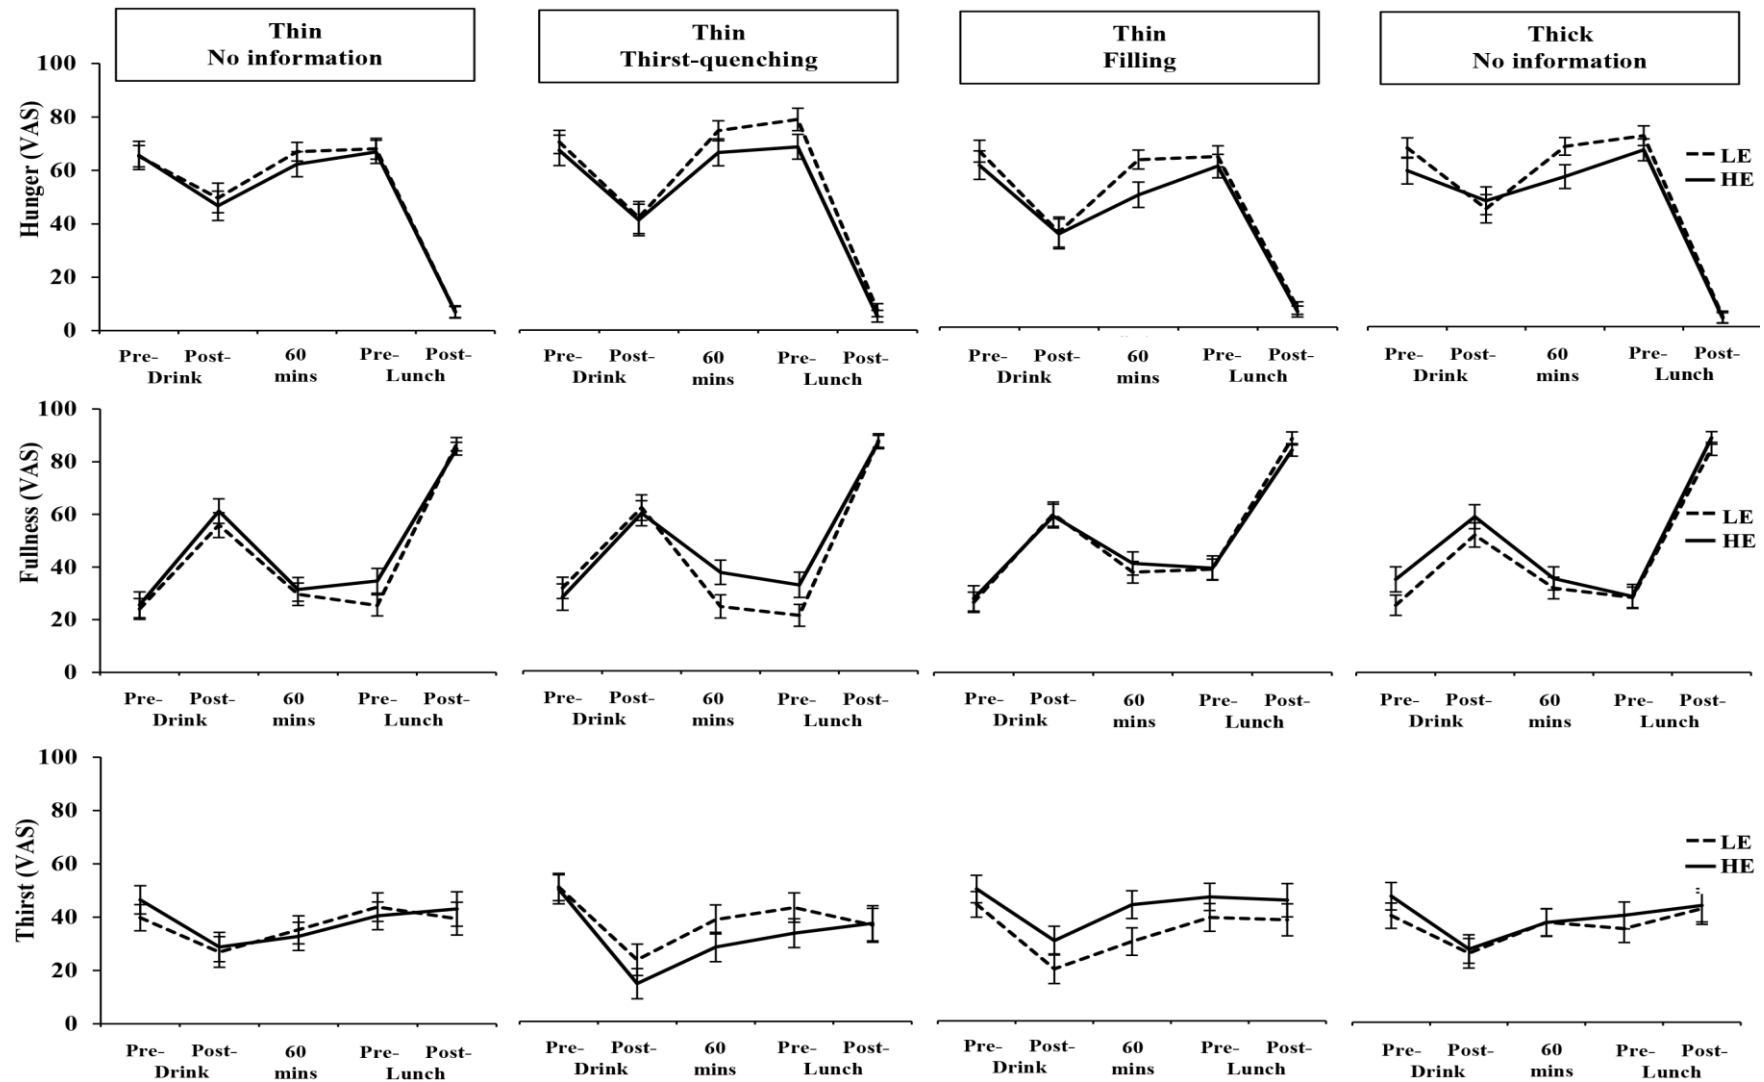 Thin
No information
Thin
Thirst-quenching
Thin
Filling
Thick
No information
Hunger (VAS)
100
80
60
40
20
0
LE
HE
Pre- Post- 60 Pre- Post-
Drink mins Lunch
Pre- Post- 60 Pre- Post-
Drink mins Lunch
Pre- Post- 60 Pre- Post-
Drink mins Lunch
Pre- Post- 60 Pre- Post-
Drink mins Lunch
Fullness (VAS)
100
80
60
40
20
0
LE
HE
Pre- Post- 60 Pre- Post-
Drink mins Lunch
Pre- Post- 60 Pre- Post-
Drink mins Lunch
Pre- Post- 60 Pre- Post-
Drink mins Lunch
Pre- Post- 60 Pre- Post-
Drink mins Lunch
Thirst (VAS)
100
80
60
40
20
0
LE
HE
Pre- Post- 60 Pre- Post-
Drink mins Lunch
Pre- Post- 60 Pre- Post-
Drink mins Lunch
Pre- Post- 60 Pre- Post-
Drink mins Lunch
Pre- Post- 60 Pre- Post-
Drink mins Lunch